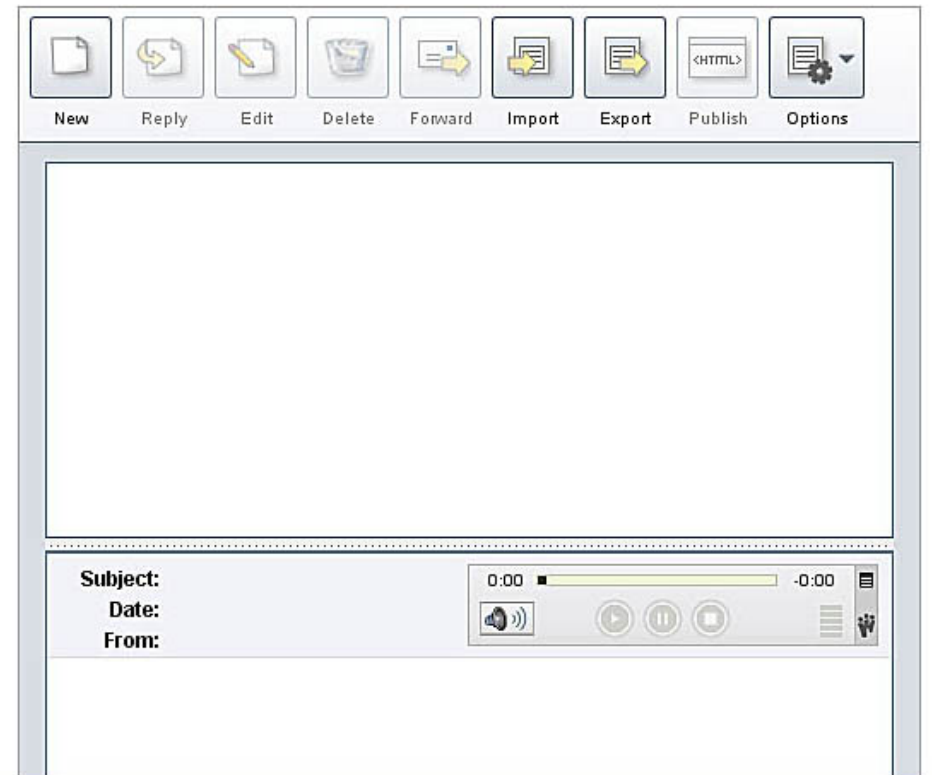 <HTML>
New Reply Edit Delete Forward Import Export Publish Options
Subject: 0:00 -0:00
Date:
From: